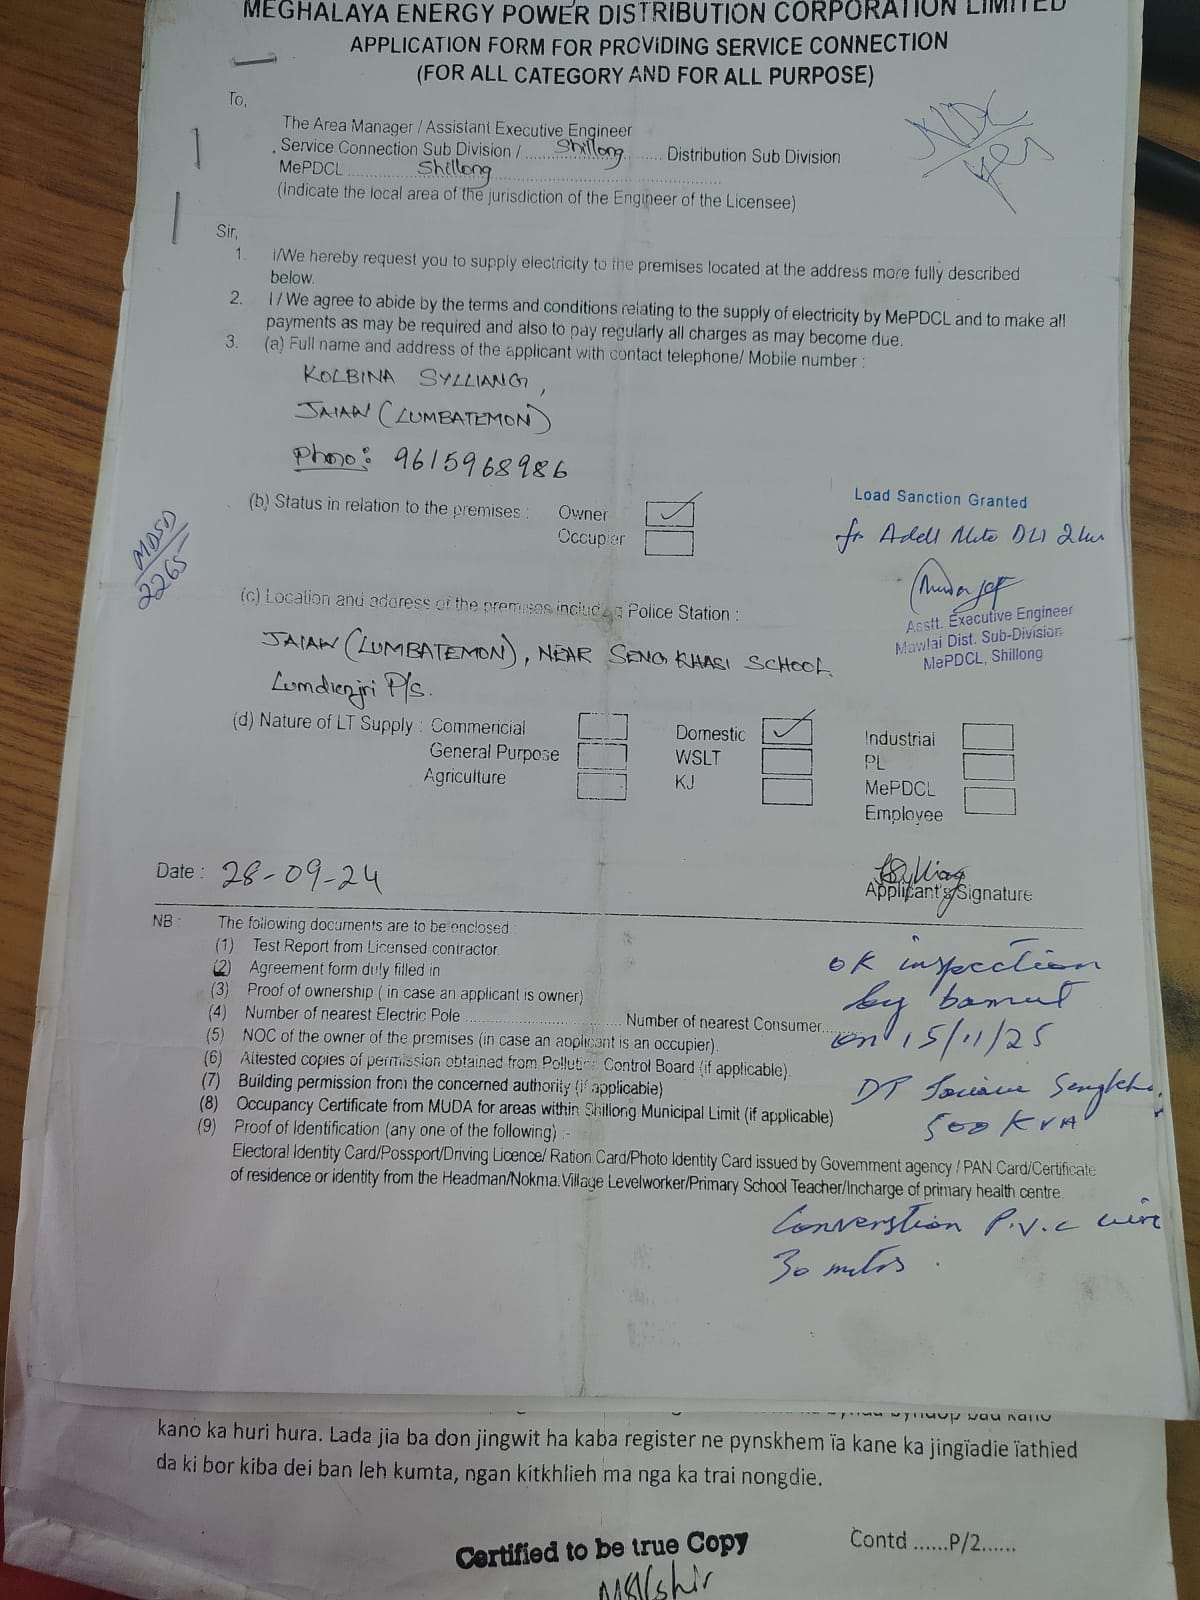 MEGHALAYA ENERGY POWER DISTRIBUTION CORPORATION LIMITED
APPLICATION FORM FOR PROVIDING SERVICE CONNECTION
(FOR ALL CATEGORY AND FOR ALL PURPOSE)
To,
The Area Manager / Assistant Executive Engineer
Service Connection Sub Division / ....Shillong...... Distribution Sub Division
MePDCL ............Shillong............
(Indicate the local area of the jurisdiction of the Engineer of the Licensee)
Sir,
1. I/We hereby request you to supply electricity to the premises located at the address more fully described
below.
2. I / We agree to abide by the terms and conditions relating to the supply of electricity by MePDCL and to make all
payments as may be required and also to pay regularly all charges as may become due.
3. (a) Full name and address of the applicant with contact telephone/ Mobile number :
KOLBINA SYLLIANG,
JAIAW (LUMBATEMON)
Phono: 9615968986
(b) Status in relation to the premises : Owner
Occupier
Load Sanction Granted
DLI 2kw
MDSD
2265
Asstt. Executive Engineer
Mawlai Dist. Sub-Division
MePDCL, Shillong
(c) Location and address of the premises including Police Station :
JAIAW (LUMBATEMON), NEAR SENG KHASI SCHOOL
Lumdiengjri P/s.
(d) Nature of LT Supply : Commericial Domestic Industrial
General Purpose WSLT PL
Agriculture KJ MePDCL
Employee
Date : 28-09-24
Applicant's Signature
NB : The following documents are to be enclosed :
(1) Test Report from Licensed contractor.
(2) Agreement form duly filled in
(3) Proof of ownership ( in case an applicant is owner)
(4) Number of nearest Electric Pole ........................ Number of nearest Consumer..........
(5) NOC of the owner of the premises (in case an applicant is an occupier).
(6) Attested copies of permission obtained from Pollution Control Board (if applicable).
(7) Building permission from the concerned authority (if applicable)
(8) Occupancy Certificate from MUDA for areas within Shillong Municipal Limit (if applicable)
(9) Proof of Identification (any one of the following) :-
Electoral Identity Card/Possport/Driving Licence/ Ration Card/Photo Identity Card issued by Government agency / PAN Card/Certificate
of residence or identity from the Headman/Nokma. Village Levelworker/Primary School Teacher/Incharge of primary health centre.
OK inspection
by
on 15/11/25
DT
500 KVA
Converstion P.V.C wire
30
kano ka huri hura. Lada jia ba don jingwit ha kaba register ne pynskhem ïa kane ka jingïadie ïathied
da ki bor kiba dei ban leh kumta, ngan kitkhlieh ma nga ka trai nongdie.
Contd ......P/2......
Certified to be true Copy